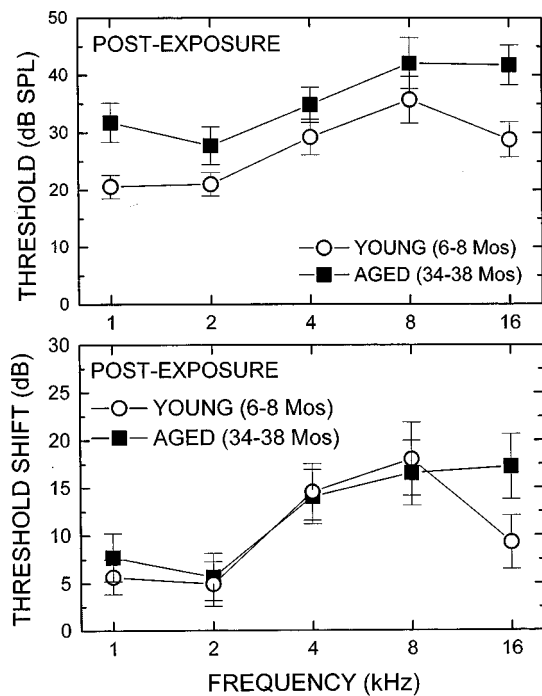 50
POST-EXPOSURE
40
30
20
10
0
THRESHOLD (dB SPL)
YOUNG (6-8 Mos)
AGED (34-38 Mos)
1 2 4 8 16
30
POST-EXPOSURE
25
YOUNG (6-8 Mos)
AGED (34-38 Mos)
20
15
10
5
0
THRESHOLD SHIFT (dB)
1 2 4 8 16
FREQUENCY (kHz)